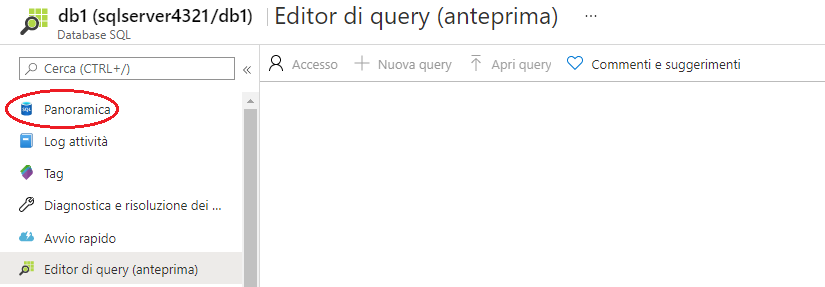 db1 (sqlserver4321/db1) | Editor di query (anteprima) ...
Database SQL
Cerca (CTRL+/)
«
Accesso
Nuova query
Apri query
Commenti e suggerimenti
Panoramica
Log attività
Tag
Diagnostica e risoluzione dei ...
Avvio rapido
Editor di query (anteprima)